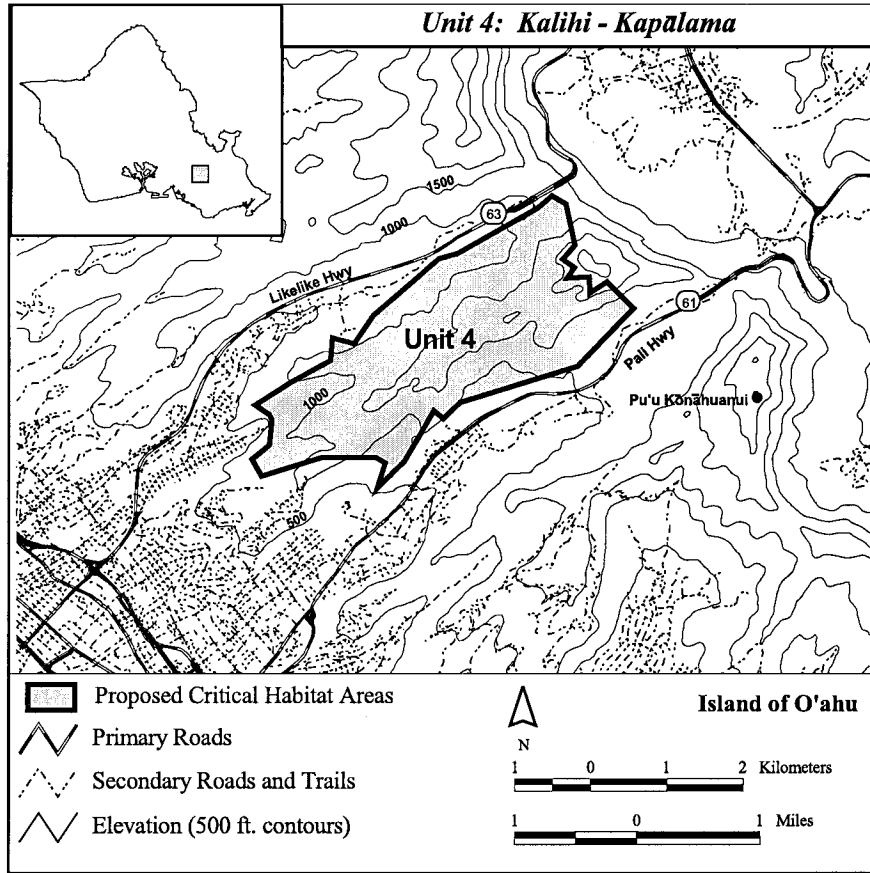 Unit 4: Kalihi - Kapālama
1500
1000
63
Likelike Hwy
61
Unit 4
Pali Hwy
Pu'u Kōnāhuanui
1000
500
Proposed Critical Habitat Areas
Primary Roads
Secondary Roads and Trails
Elevation (500 ft. contours)
N
Island of O'ahu
1 0 1 2 Kilometers
1 0 1 Miles